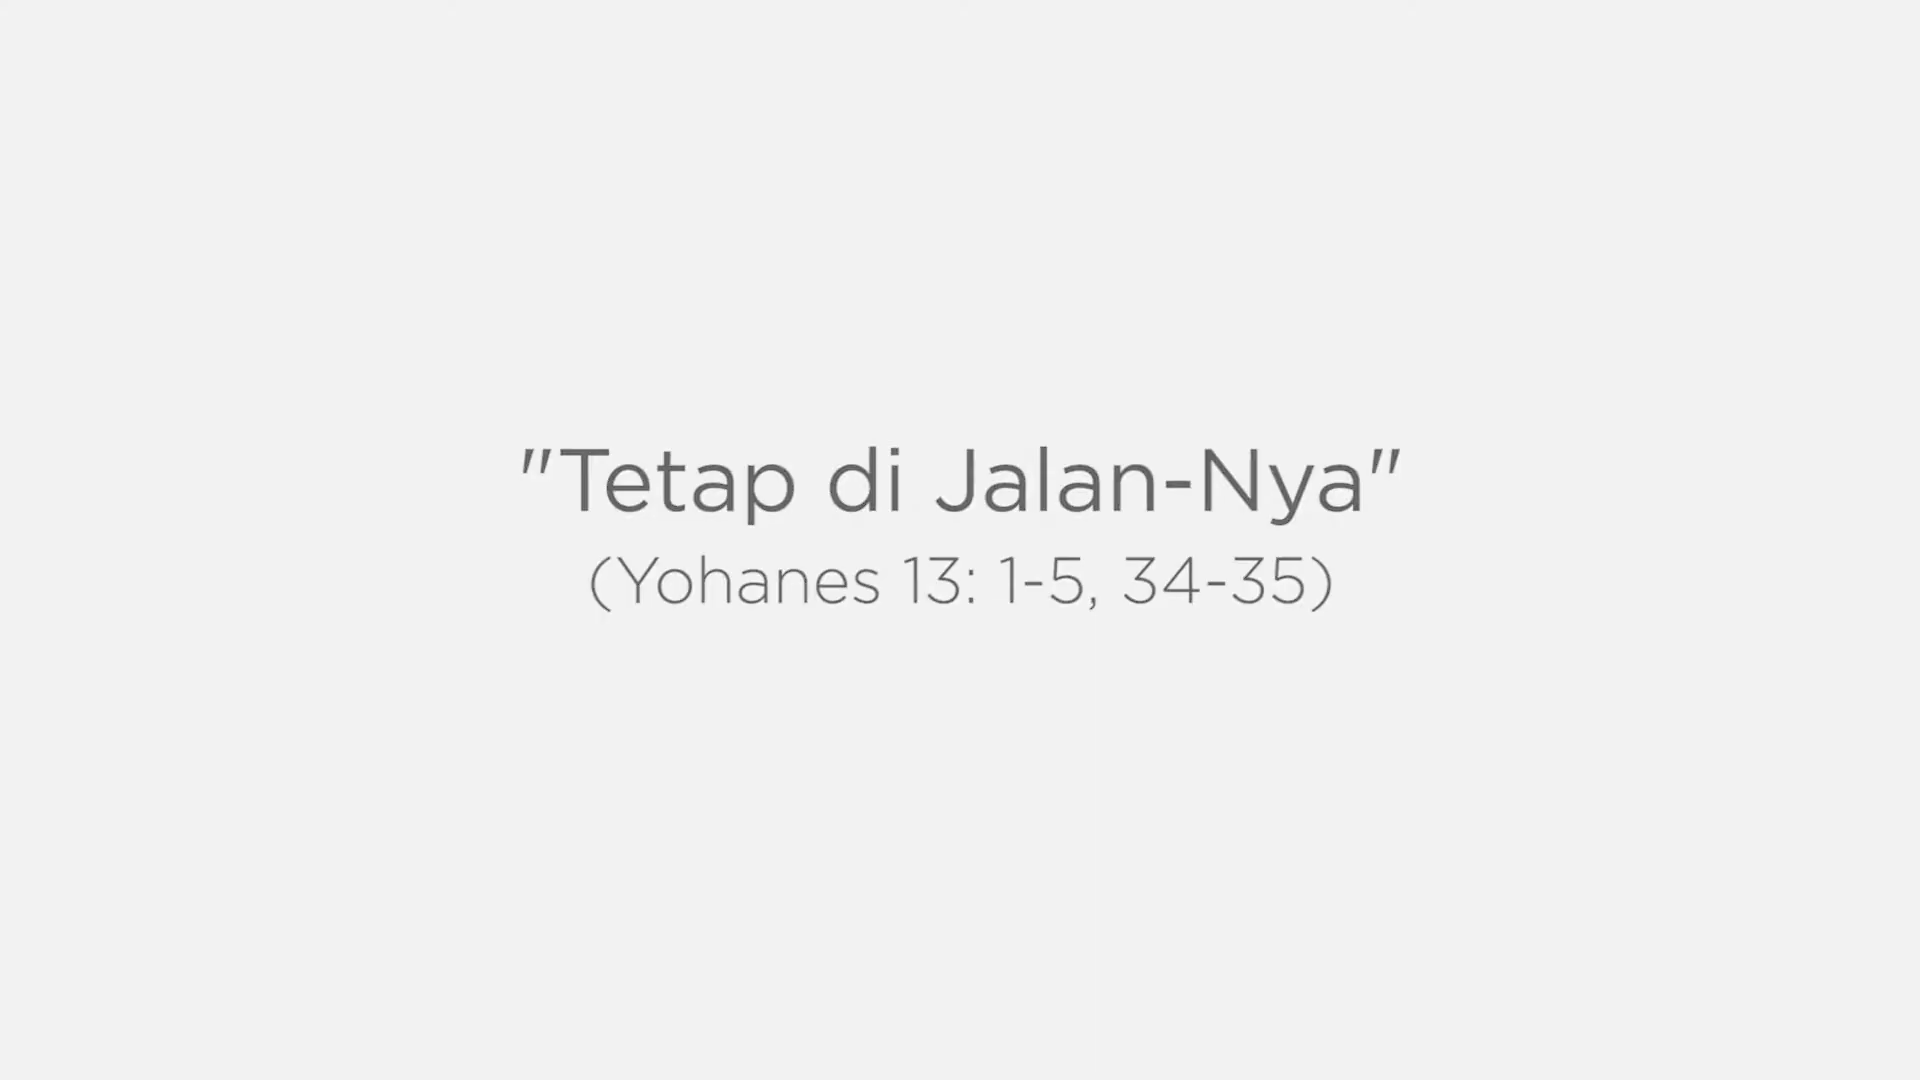 "Tetap di Jalan-Nya"
(Yohanes 13: 1-5, 34-35)